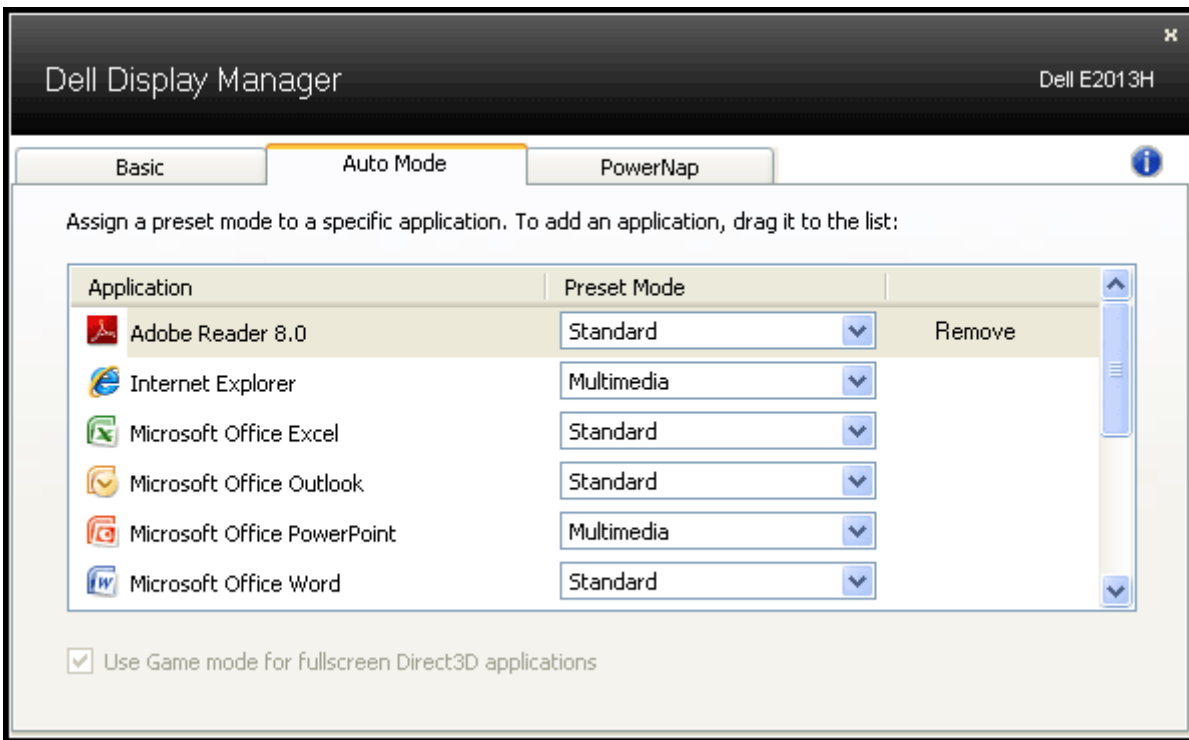 Dell Display Manager
Dell E2013H
Basic
Auto Mode
PowerNap
Assign a preset mode to a specific application. To add an application, drag it to the list:
Application Preset Mode
Adobe Reader 8.0 Standard Remove
Internet Explorer Multimedia
Microsoft Office Excel Standard
Microsoft Office Outlook Standard
Microsoft Office PowerPoint Multimedia
Microsoft Office Word Standard
Use Game mode for fullscreen Direct3D applications